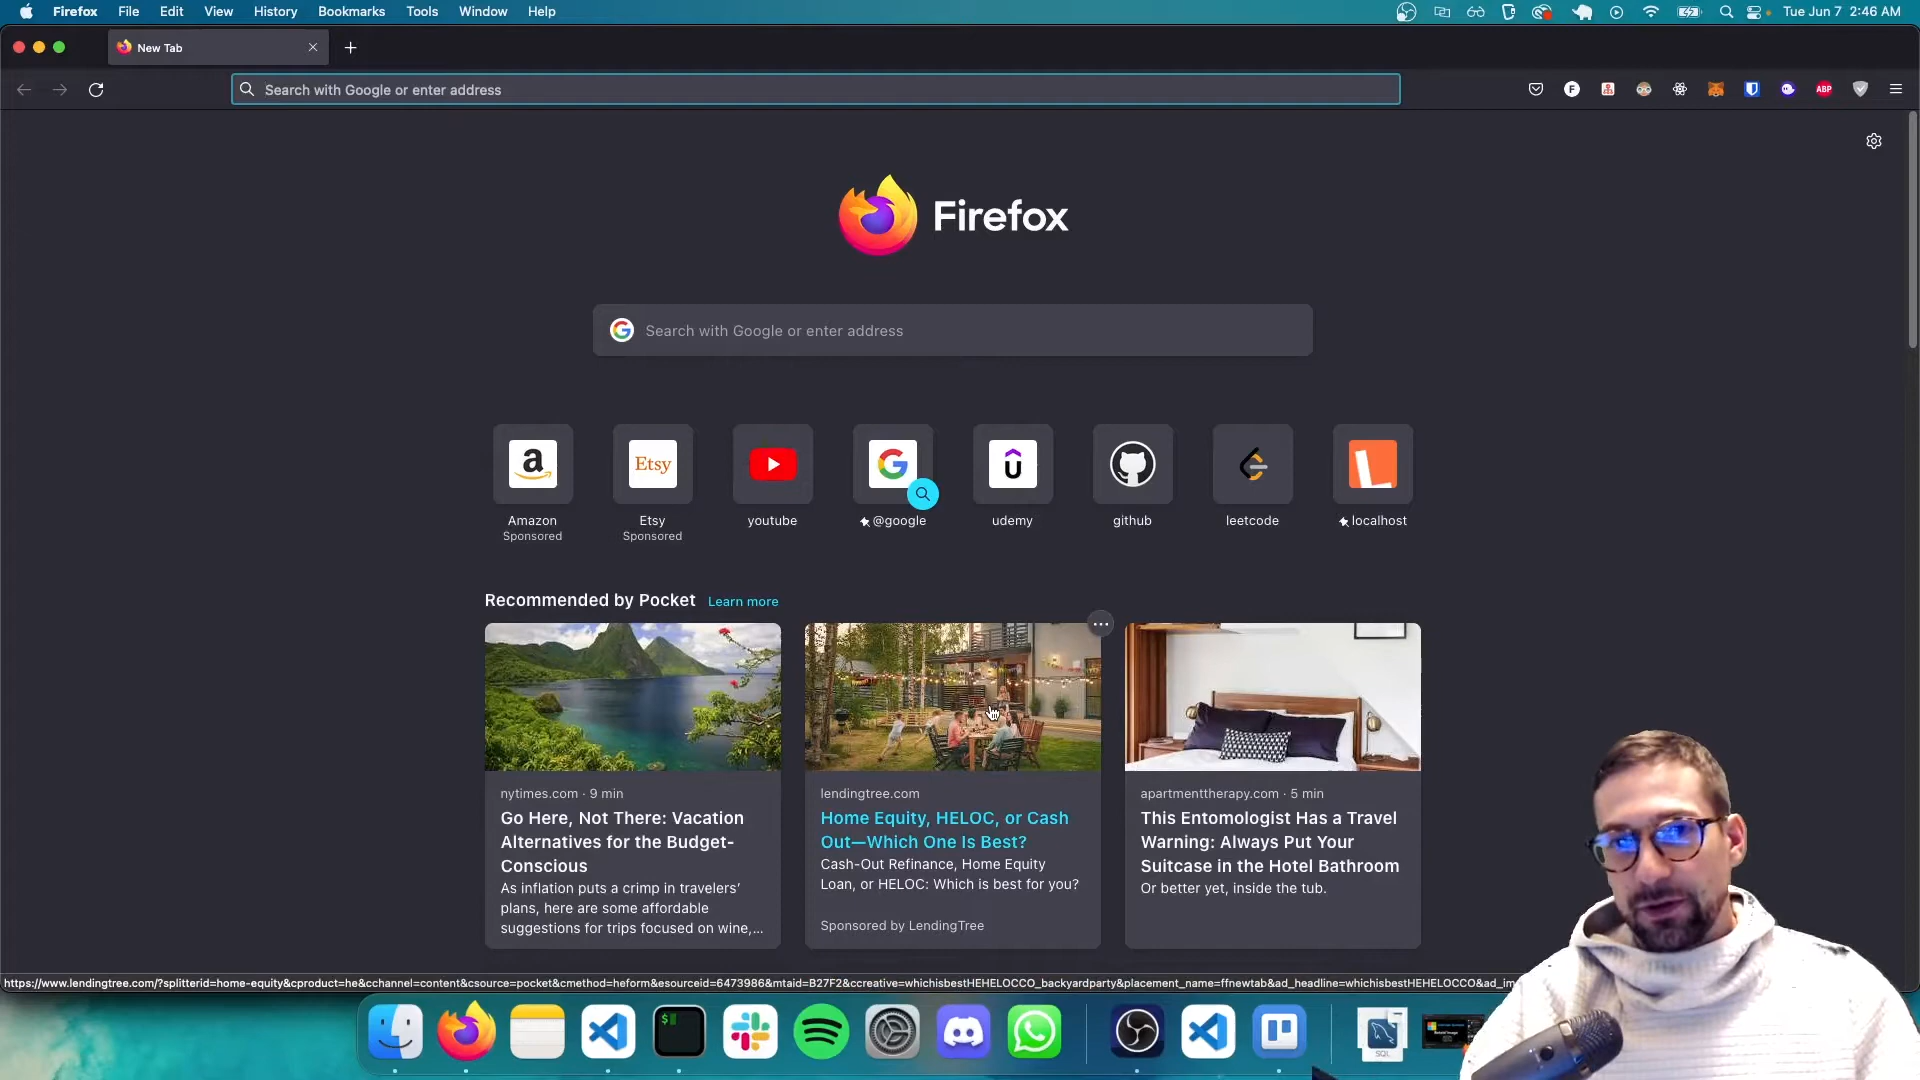 Firefox File Edit View History Bookmarks Tools Window Help
Tue Jun 7 2:46 AM
New Tab
Search with Google or enter address
F
ABP
Firefox
Search with Google or enter address
a
Etsy
Amazon
Sponsored
Etsy
Sponsored
youtube
@google
udemy
github
leetcode
localhost
Recommended by Pocket Learn more
nytimes.com · 9 min
Go Here, Not There: Vacation
Alternatives for the Budget-
Conscious
As inflation puts a crimp in travelers’
plans, here are some affordable
suggestions for trips focused on wine,...
lendingtree.com
Home Equity, HELOC, or Cash
Out—Which One Is Best?
Cash-Out Refinance, Home Equity
Loan, or HELOC: Which is best for you?
Sponsored by LendingTree
apartmenttherapy.com · 5 min
This Entomologist Has a Travel
Warning: Always Put Your
Suitcase in the Hotel Bathroom
Or better yet, inside the tub.
https://www.lendingtree.com/?splitterid=home-equity&cproduct=he&cchannel=content&csource=pocket&cmethod=heform&esourceid=6473986&mtaid=B27F2&ccreative=whichisbestHEHELOCCO_backyardparty&placement_name=ffnewtab&ad_headline=whichisbestHEHELOCCO&ad_im
$
SQL